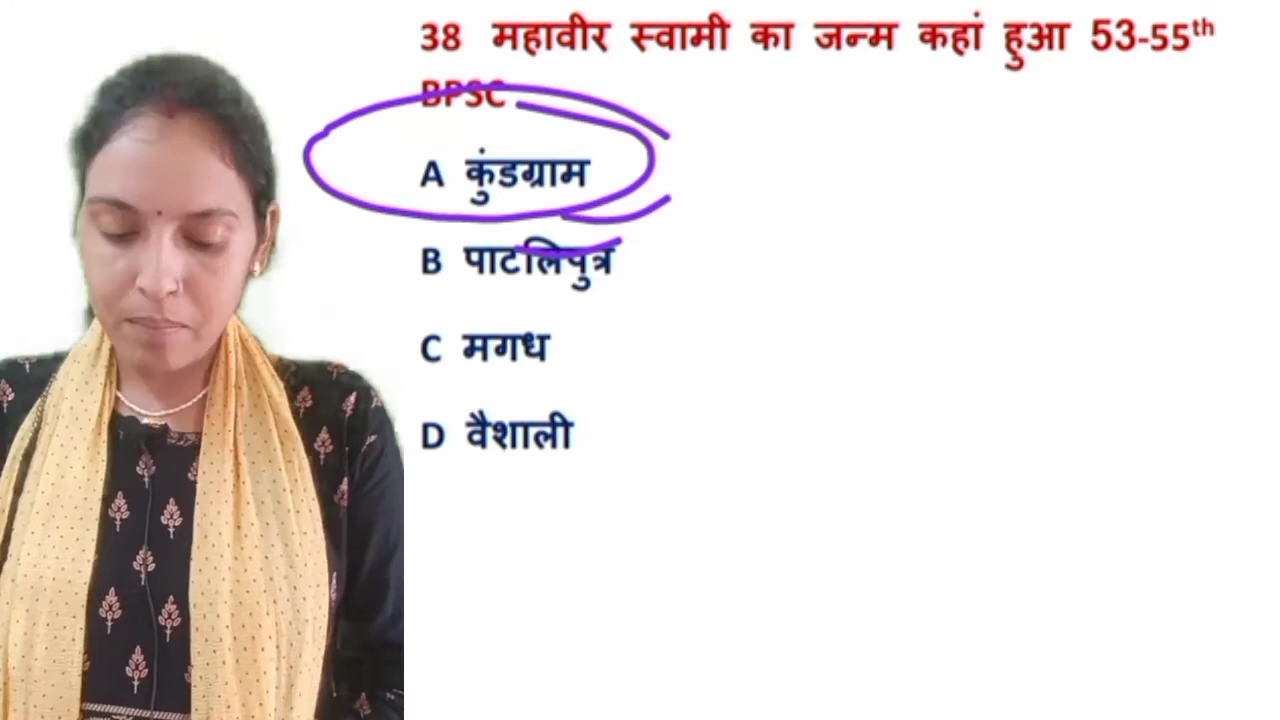 38 महावीर स्वामी का जन्म कहां हुआ 53-55th
BPSC
A कुंडग्राम
B पाटलिपुत्र
C मगध
D वैशाली